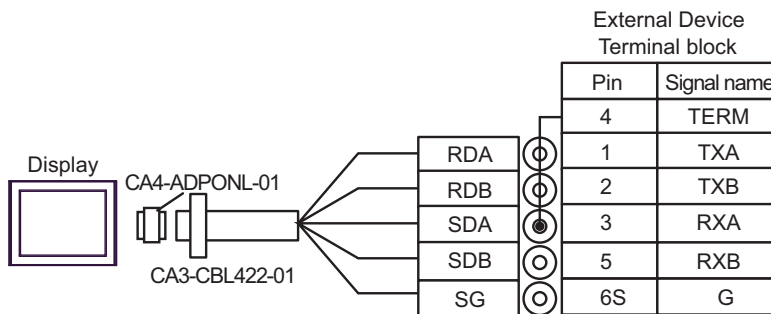 External Device
Terminal block
Pin Signal name
4 TERM
Display
CA4-ADPONL-01
RDA 1 TXA
RDB 2 TXB
SDA 3 RXA
SDB 5 RXB
CA3-CBL422-01
SG 6S G